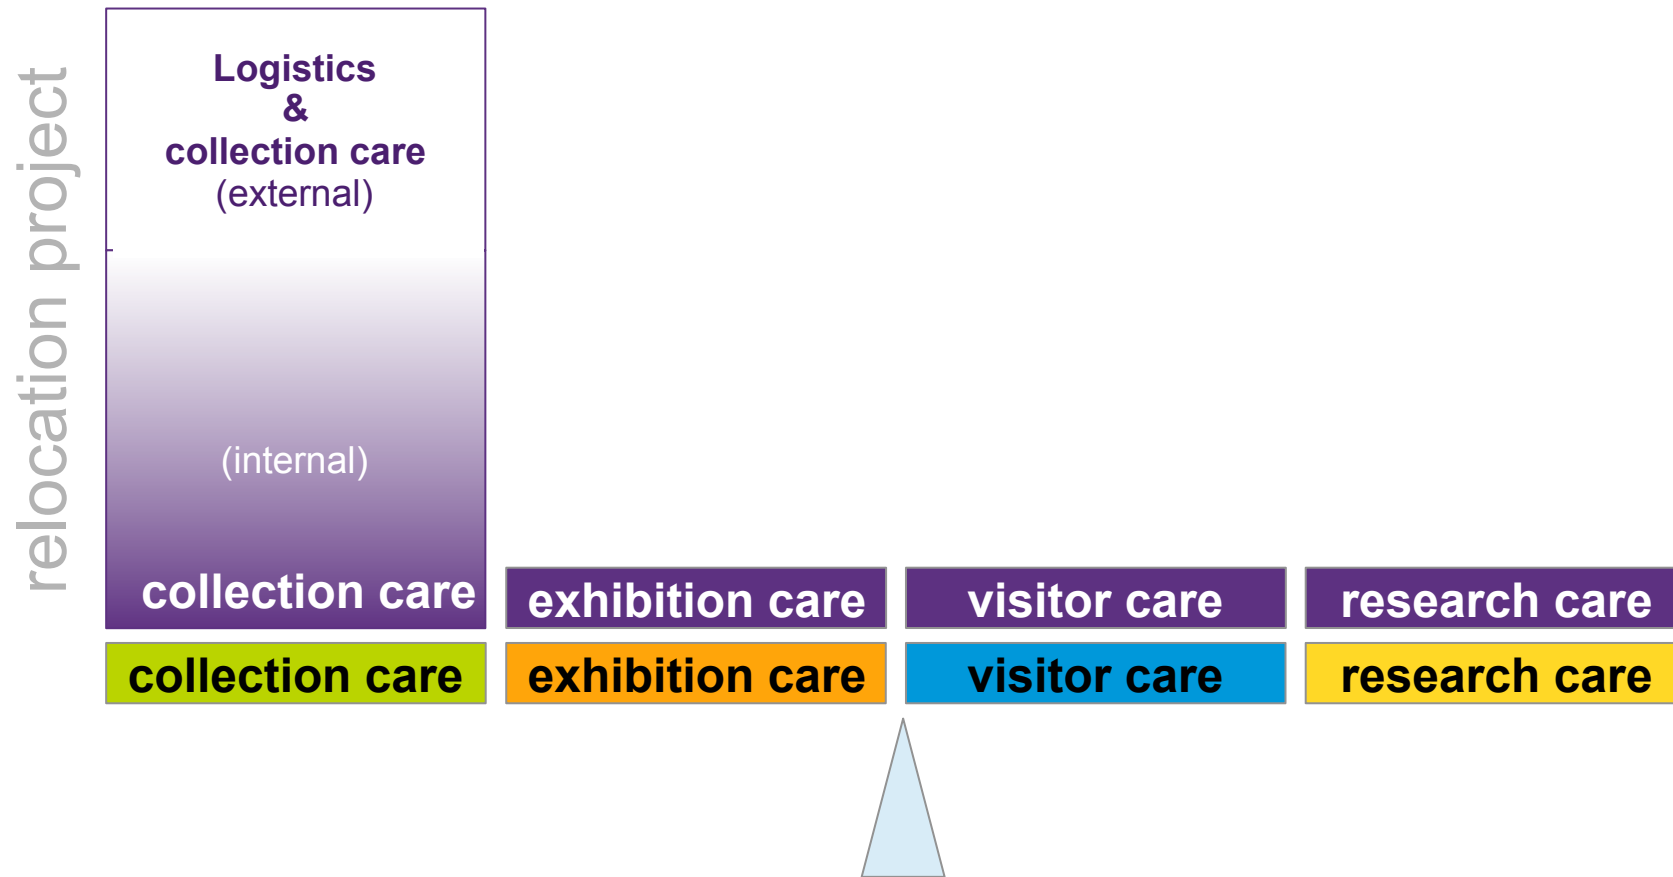 relocation project
Logistics
&
collection care
(external)
(internal)
collection care
exhibition care
visitor care
research care
collection care
exhibition care
visitor care
research care